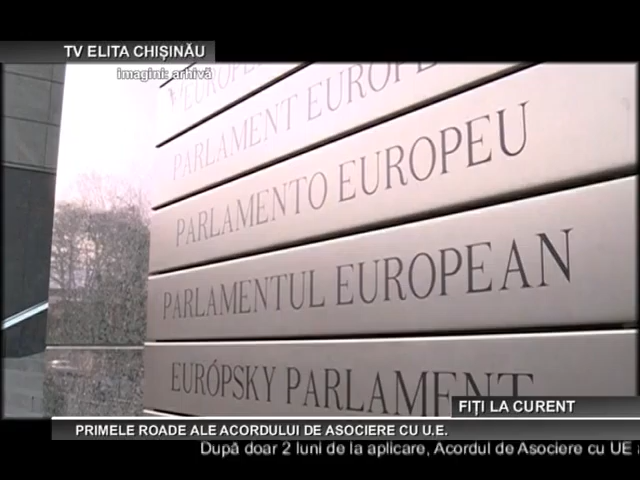 TV ELITA CHIȘINĂU
imagini: arhivă
PARLAMENT EUROPE
PARLAMENTO EUROPEU
PARLAMENTUL EUROPEAN
EURÓPSKY PARLAMENT
FIȚI LA CURENT
PRIMELE ROADE ALE ACORDULUI DE ASOCIERE CU U.E.
După doar 2 luni de la aplicare, Acordul de Asociere cu UE